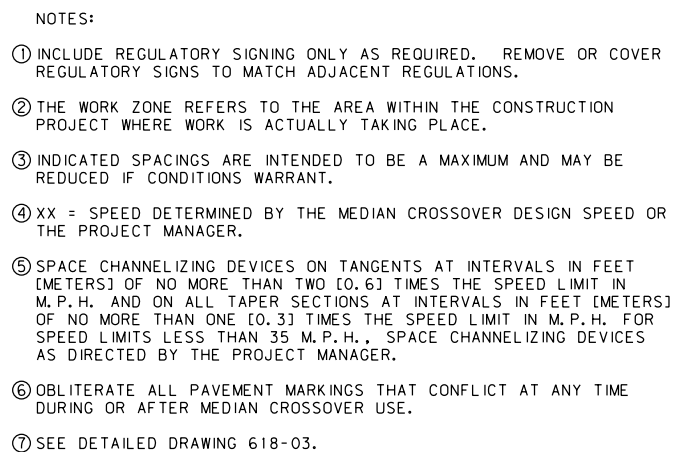 NOTES:
① INCLUDE REGULATORY SIGNING ONLY AS REQUIRED. REMOVE OR COVER
REGULATORY SIGNS TO MATCH ADJACENT REGULATIONS.
② THE WORK ZONE REFERS TO THE AREA WITHIN THE CONSTRUCTION
PROJECT WHERE WORK IS ACTUALLY TAKING PLACE.
③ INDICATED SPACINGS ARE INTENDED TO BE A MAXIMUM AND MAY BE
REDUCED IF CONDITIONS WARRANT.
④ XX = SPEED DETERMINED BY THE MEDIAN CROSSOVER DESIGN SPEED OR
THE PROJECT MANAGER.
⑤ SPACE CHANNELIZING DEVICES ON TANGENTS AT INTERVALS IN FEET
[METERS] OF NO MORE THAN TWO [0.6] TIMES THE SPEED LIMIT IN
M.P.H. AND ON ALL TAPER SECTIONS AT INTERVALS IN FEET [METERS]
OF NO MORE THAN ONE [0.3] TIMES THE SPEED LIMIT IN M.P.H. FOR
SPEED LIMITS LESS THAN 35 M.P.H., SPACE CHANNELIZING DEVICES
AS DIRECTED BY THE PROJECT MANAGER.
⑥ OBLITERATE ALL PAVEMENT MARKINGS THAT CONFLICT AT ANY TIME
DURING OR AFTER MEDIAN CROSSOVER USE.
⑦ SEE DETAILED DRAWING 618-03.